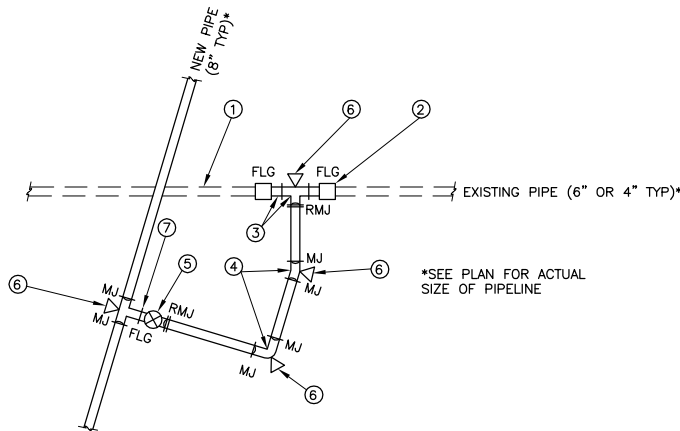 NEW PIPE
(8" TYP)*
1
6
2
FLG
FLG
EXISTING PIPE (6" OR 4" TYP)*
RMJ
3
7
5
4
MJ
6
6
MJ
*SEE PLAN FOR ACTUAL
SIZE OF PIPELINE
MJ
RMJ
MJ
FLG
MJ
MJ
6